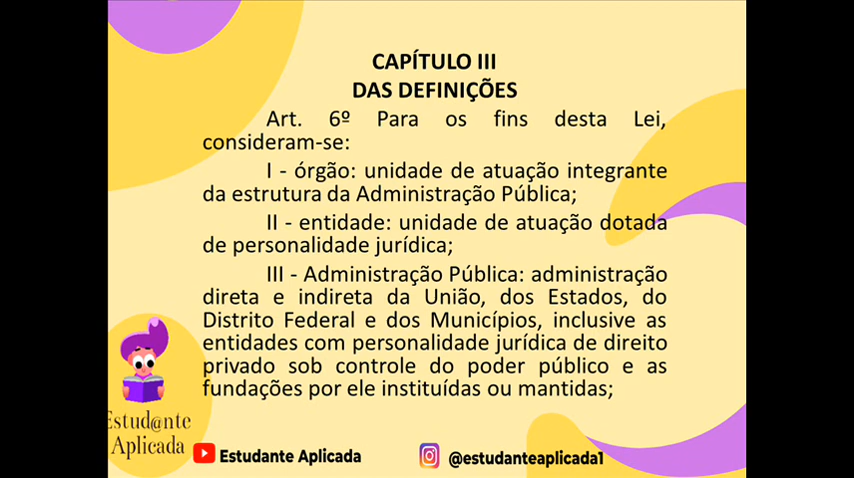 CAPÍTULO III
DAS DEFINIÇÕES
Art. 6º Para os fins desta Lei,
consideram-se:
I - órgão: unidade de atuação integrante
da estrutura da Administração Pública;
II - entidade: unidade de atuação dotada
de personalidade jurídica;
III - Administração Pública: administração
direta e indireta da União, dos Estados, do
Distrito Federal e dos Municípios, inclusive as
entidades com personalidade jurídica de direito
privado sob controle do poder público e as
fundações por ele instituídas ou mantidas;
Estud@nte
Aplicada
Estudante Aplicada
@estudanteaplicada1